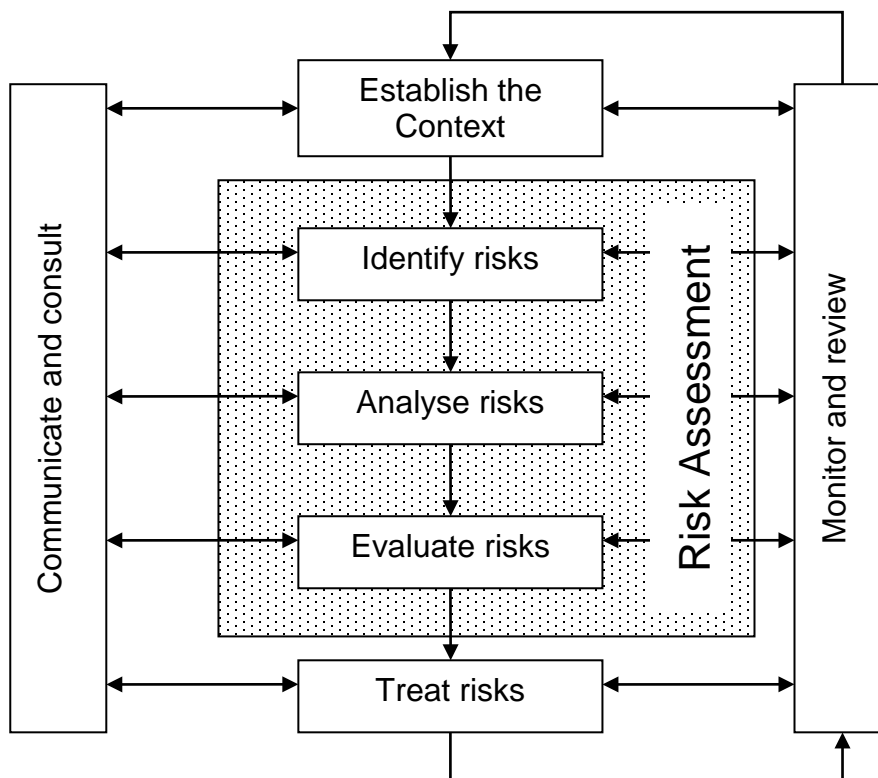 Establish the
Context
Communicate and consult
Identify risks
Analyse risks
Evaluate risks
Risk Assessment
Monitor and review
Treat risks